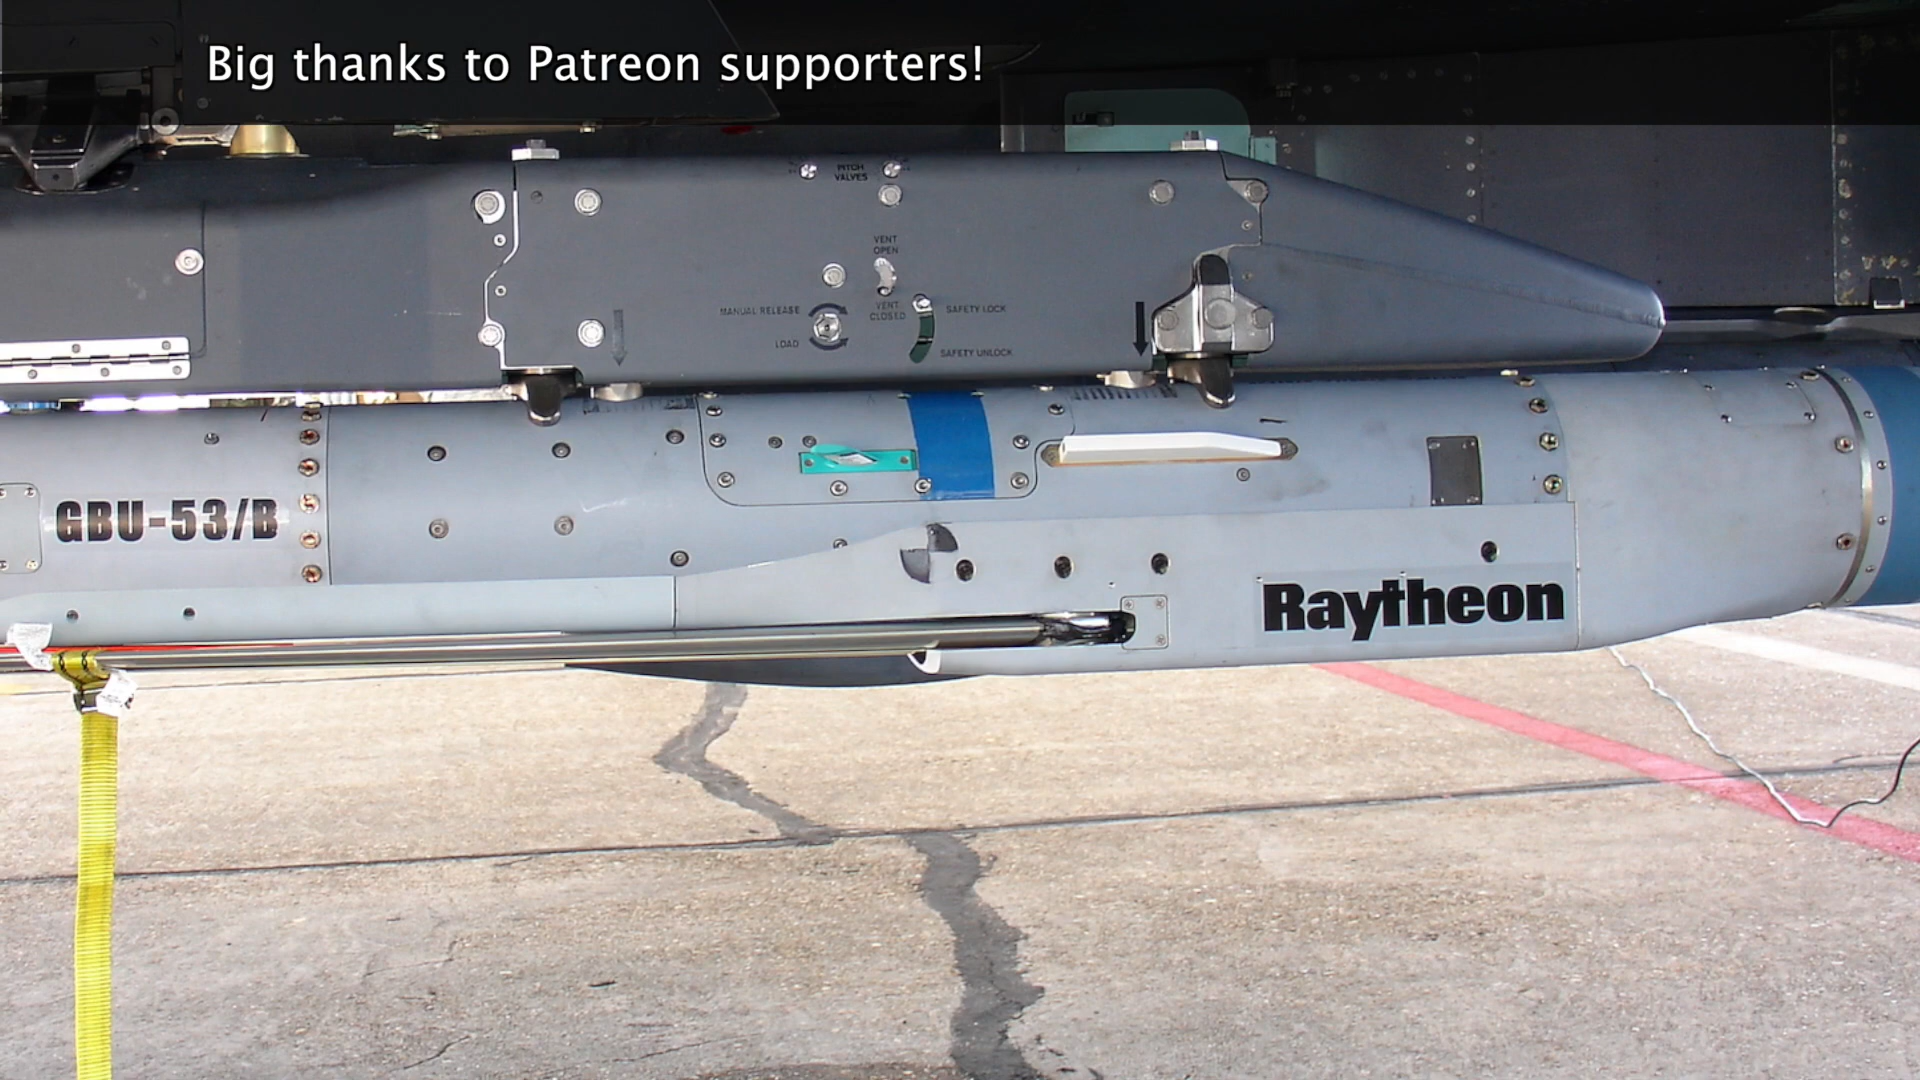 Big thanks to Patreon supporters!
PITCH
VALVES
VENT
OPEN
MANUAL RELEASE
VENT
CLOSED
SAFETY LOCK
LOAD
SAFETY UNLOCK
GBU-53/B
Raytheon